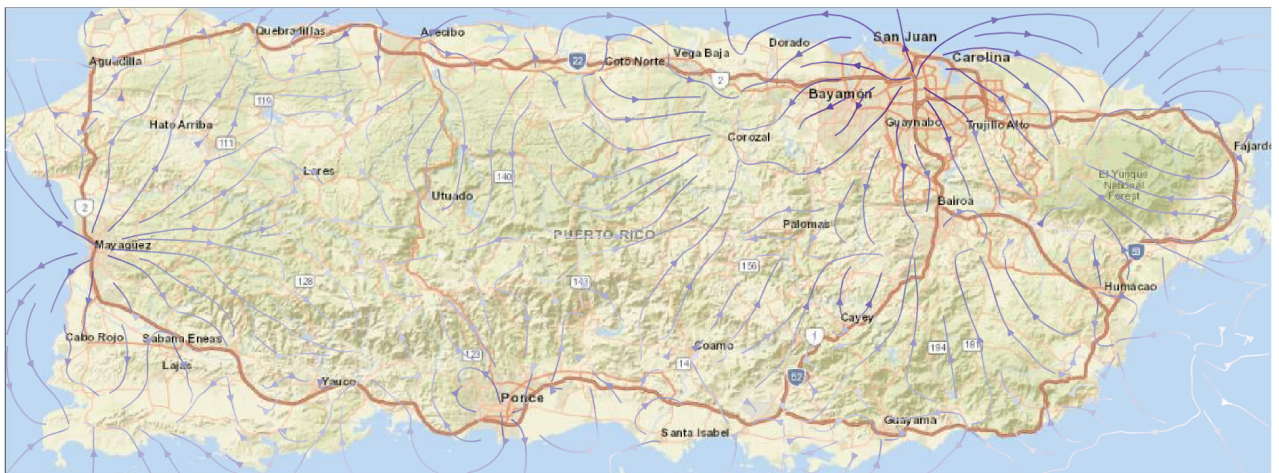 San Juan
Quebradillas
Arecibo
Dorado
Vega Baja
Carolina
Aguadilla
22
Coto Norte
2
Bayamón
119
Hato Arriba
111
Guaynabo
Trujillo Alto
Corozal
Fajardo
Lares
140
El Yunque
National
Forest
Utuado
2
Bairoa
Palomas
PUERTO RICO
Mayagüez
53
156
128
143
Humacao
Cayey
Cabo Rojo
Sabana Eneas
1
Coamo
184
181
123
14
Lajas
52
Yauco
Ponce
Guayama
Santa Isabel